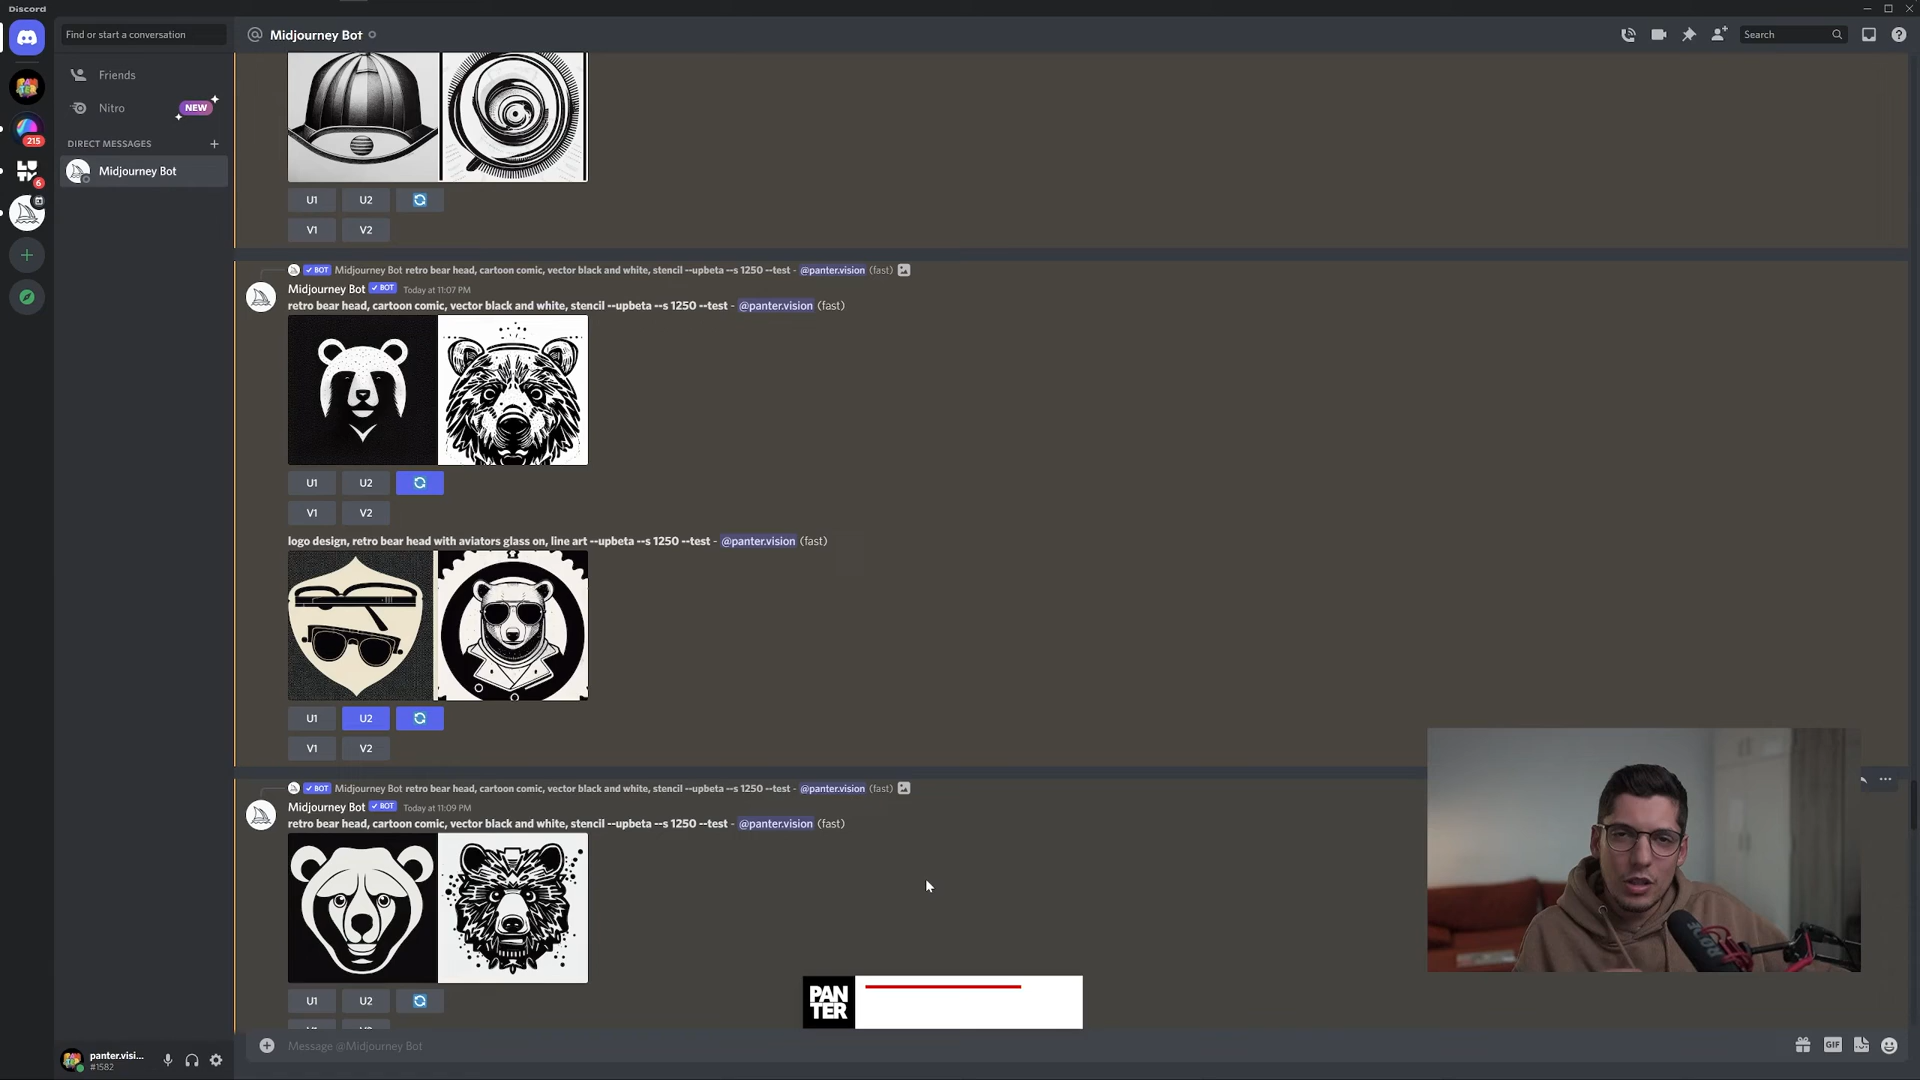 Discord
Find or start a conversation
Midjourney Bot
Search
Friends
Nitro
NEW
DIRECT MESSAGES
Midjourney Bot
215
6
U1 U2
V1 V2
BOT Midjourney Bot retro bear head, cartoon comic, vector black and white, stencil --upbeta --s 1250 --test - @panter.vision (fast)
Midjourney Bot BOT Today at 11:07 PM
retro bear head, cartoon comic, vector black and white, stencil --upbeta --s 1250 --test - @panter.vision (fast)
U1 U2
V1 V2
logo design, retro bear head with aviators glass on, line art --upbeta --s 1250 --test - @panter.vision (fast)
U1 U2
V1 V2
BOT Midjourney Bot retro bear head, cartoon comic, vector black and white, stencil --upbeta --s 1250 --test - @panter.vision (fast)
Midjourney Bot BOT Today at 11:09 PM
retro bear head, cartoon comic, vector black and white, stencil --upbeta --s 1250 --test - @panter.vision (fast)
RODE
PAN
TER
U1 U2
Message @Midjourney Bot
GIF
panter.visi...
#1582